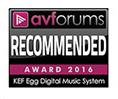 avforums
RECOMMENDED
AWARD 2016
KEF Egg Digital Music System